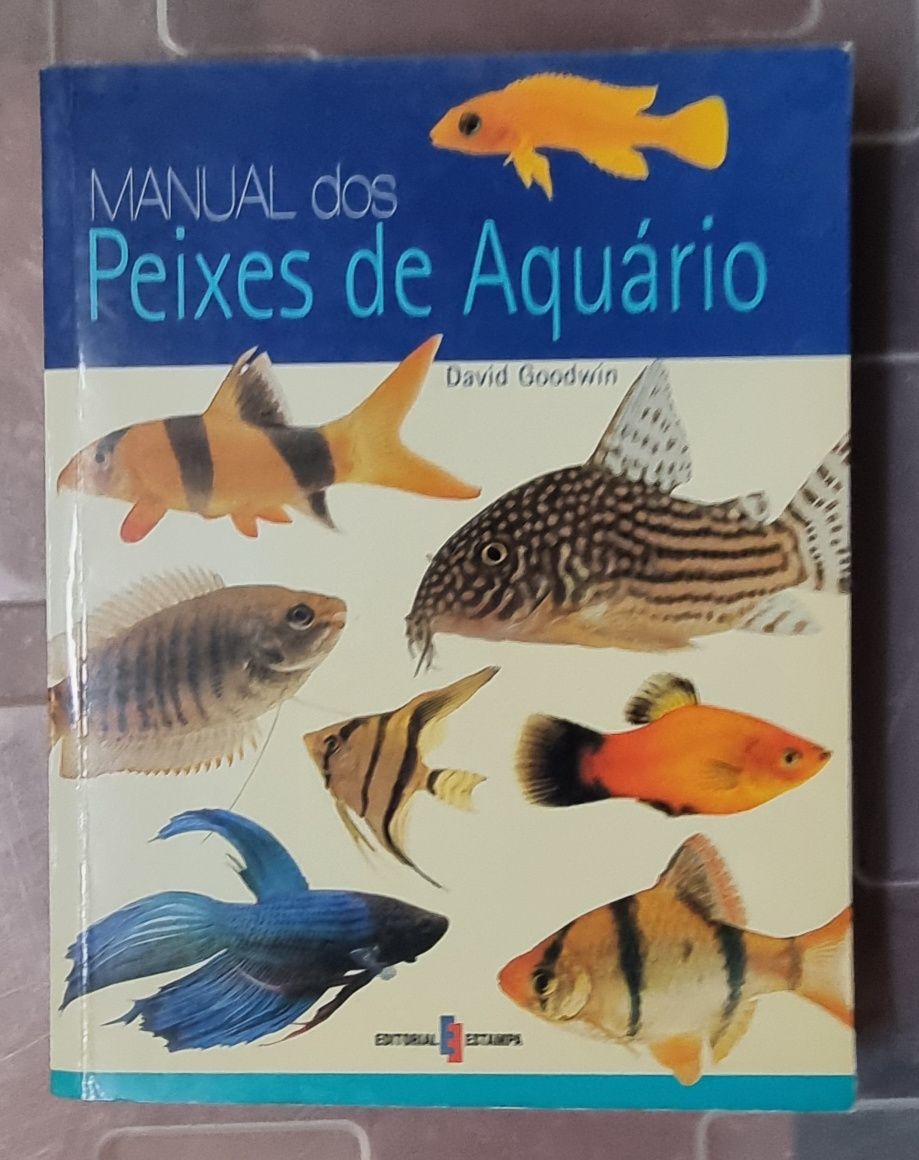 MANUAL dos
Peixes de Aquário
David Goodwin
EDITORIAL ESTAMPA